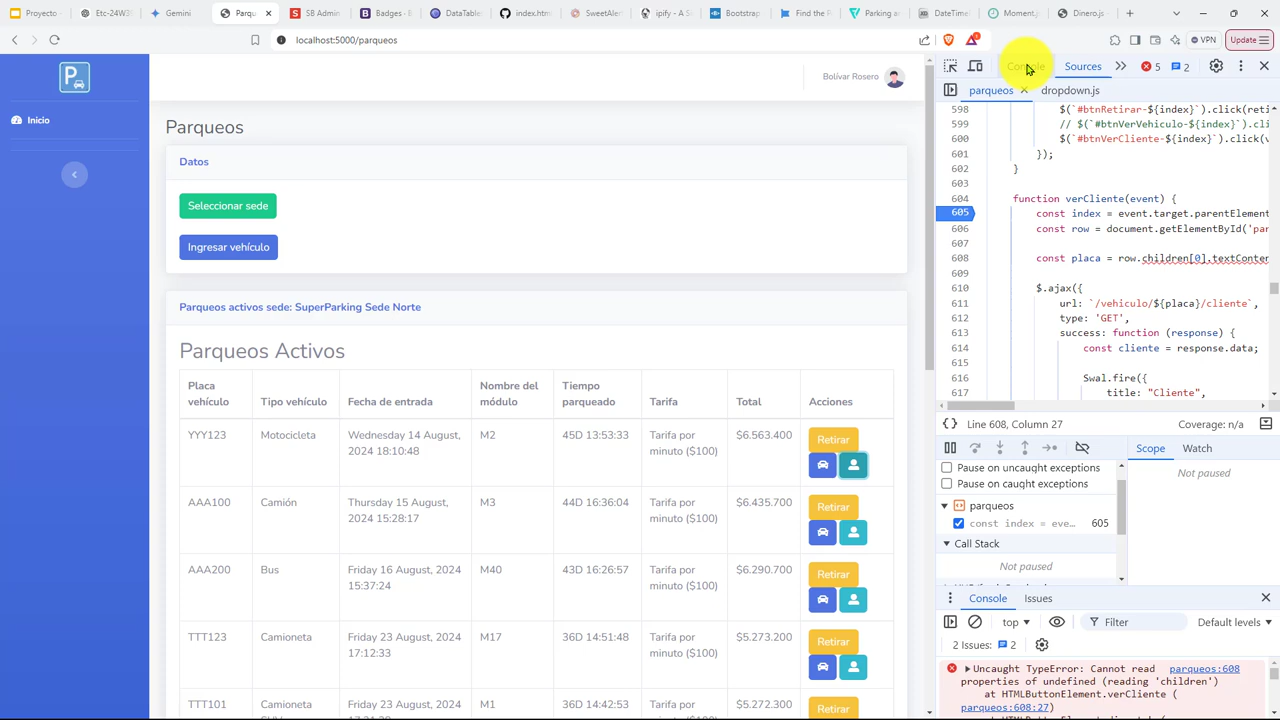 Proyecto -
Etc-24W30
Gemini
Parqu
SB Admin
Badges - B
DataTable
index.htm
SweetAler
ipify - A S
Bootstrap
Find the P
Parking ar
DateTime
Moment.j
Dinero.js -
localhost:5000/parqueos
VPN
Update
Bolívar Rosero
Inicio
Parqueos
Datos
Seleccionar sede
Ingresar vehículo
Parqueos activos sede: SuperParking Sede Norte
Parqueos Activos
Placa vehículo
Tipo vehículo
Fecha de entrada
Nombre del módulo
Tiempo parqueado
Tarifa
Total
Acciones
YYY123
Motocicleta
Wednesday 14 August, 2024 18:10:48
M2
45D 13:53:33
Tarifa por minuto ($100)
$6.563.400
Retirar
AAA100
Camión
Thursday 15 August, 2024 15:28:17
M3
44D 16:36:04
Tarifa por minuto ($100)
$6.435.700
Retirar
AAA200
Bus
Friday 16 August, 2024 15:37:24
M40
43D 16:26:57
Tarifa por minuto ($100)
$6.290.700
Retirar
TTT123
Camioneta
Friday 23 August, 2024 17:12:33
M17
36D 14:51:48
Tarifa por minuto ($100)
$5.273.200
Retirar
TTT101
Camioneta
Friday 23 August,
M1
36D 14:42:53
Tarifa por
$5.272.300
Retirar
Console
Sources
5
2
parqueos
dropdown.js
598 $(`#btnRetirar-${index}`).click(reti
599 // $(`#btnVerVehiculo-${index}`).cli
600 $(`#btnVerCliente-${index}`).click(v
601 });
602 }
603
604 function verCliente(event) {
605 const index = event.target.parentElement
606 const row = document.getElementById('par
607
608 const placa = row.children[0].textConten
609
610 $.ajax({
611 url: `/vehiculo/${placa}/cliente`,
612 type: 'GET',
613 success: function (response) {
614 const cliente = response.data;
615
616 Swal.fire({
617 title: "Cliente",
Line 608, Column 27
Coverage: n/a
Scope
Watch
Pause on uncaught exceptions
Pause on caught exceptions
Not paused
parqueos
const index = eve…
605
Call Stack
Not paused
Console
Issues
top
Filter
Default levels
2 Issues:
2
Uncaught TypeError: Cannot read
parqueos:608
properties of undefined (reading 'children')
at HTMLButtonElement.verCliente (
parqueos:608:27)